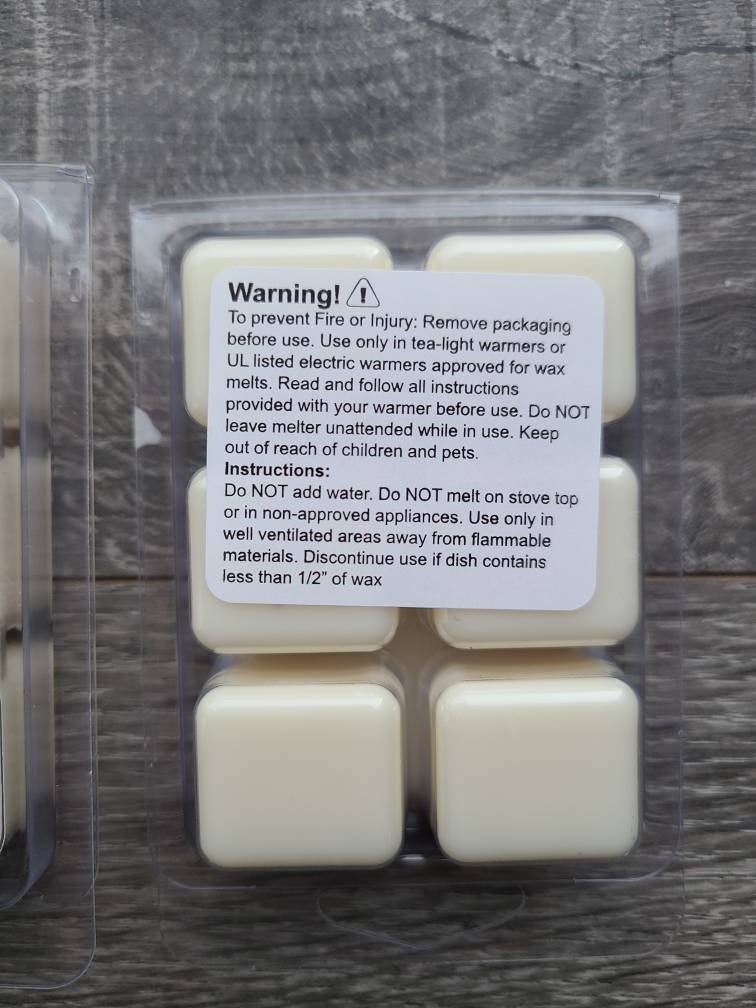 Warning!
To prevent Fire or Injury: Remove packaging
before use. Use only in tea-light warmers or
UL listed electric warmers approved for wax
melts. Read and follow all instructions
provided with your warmer before use. Do NOT
leave melter unattended while in use. Keep
out of reach of children and pets.
Instructions:
Do NOT add water. Do NOT melt on stove top
or in non-approved appliances. Use only in
well ventilated areas away from flammable
materials. Discontinue use if dish contains
less than 1/2" of wax